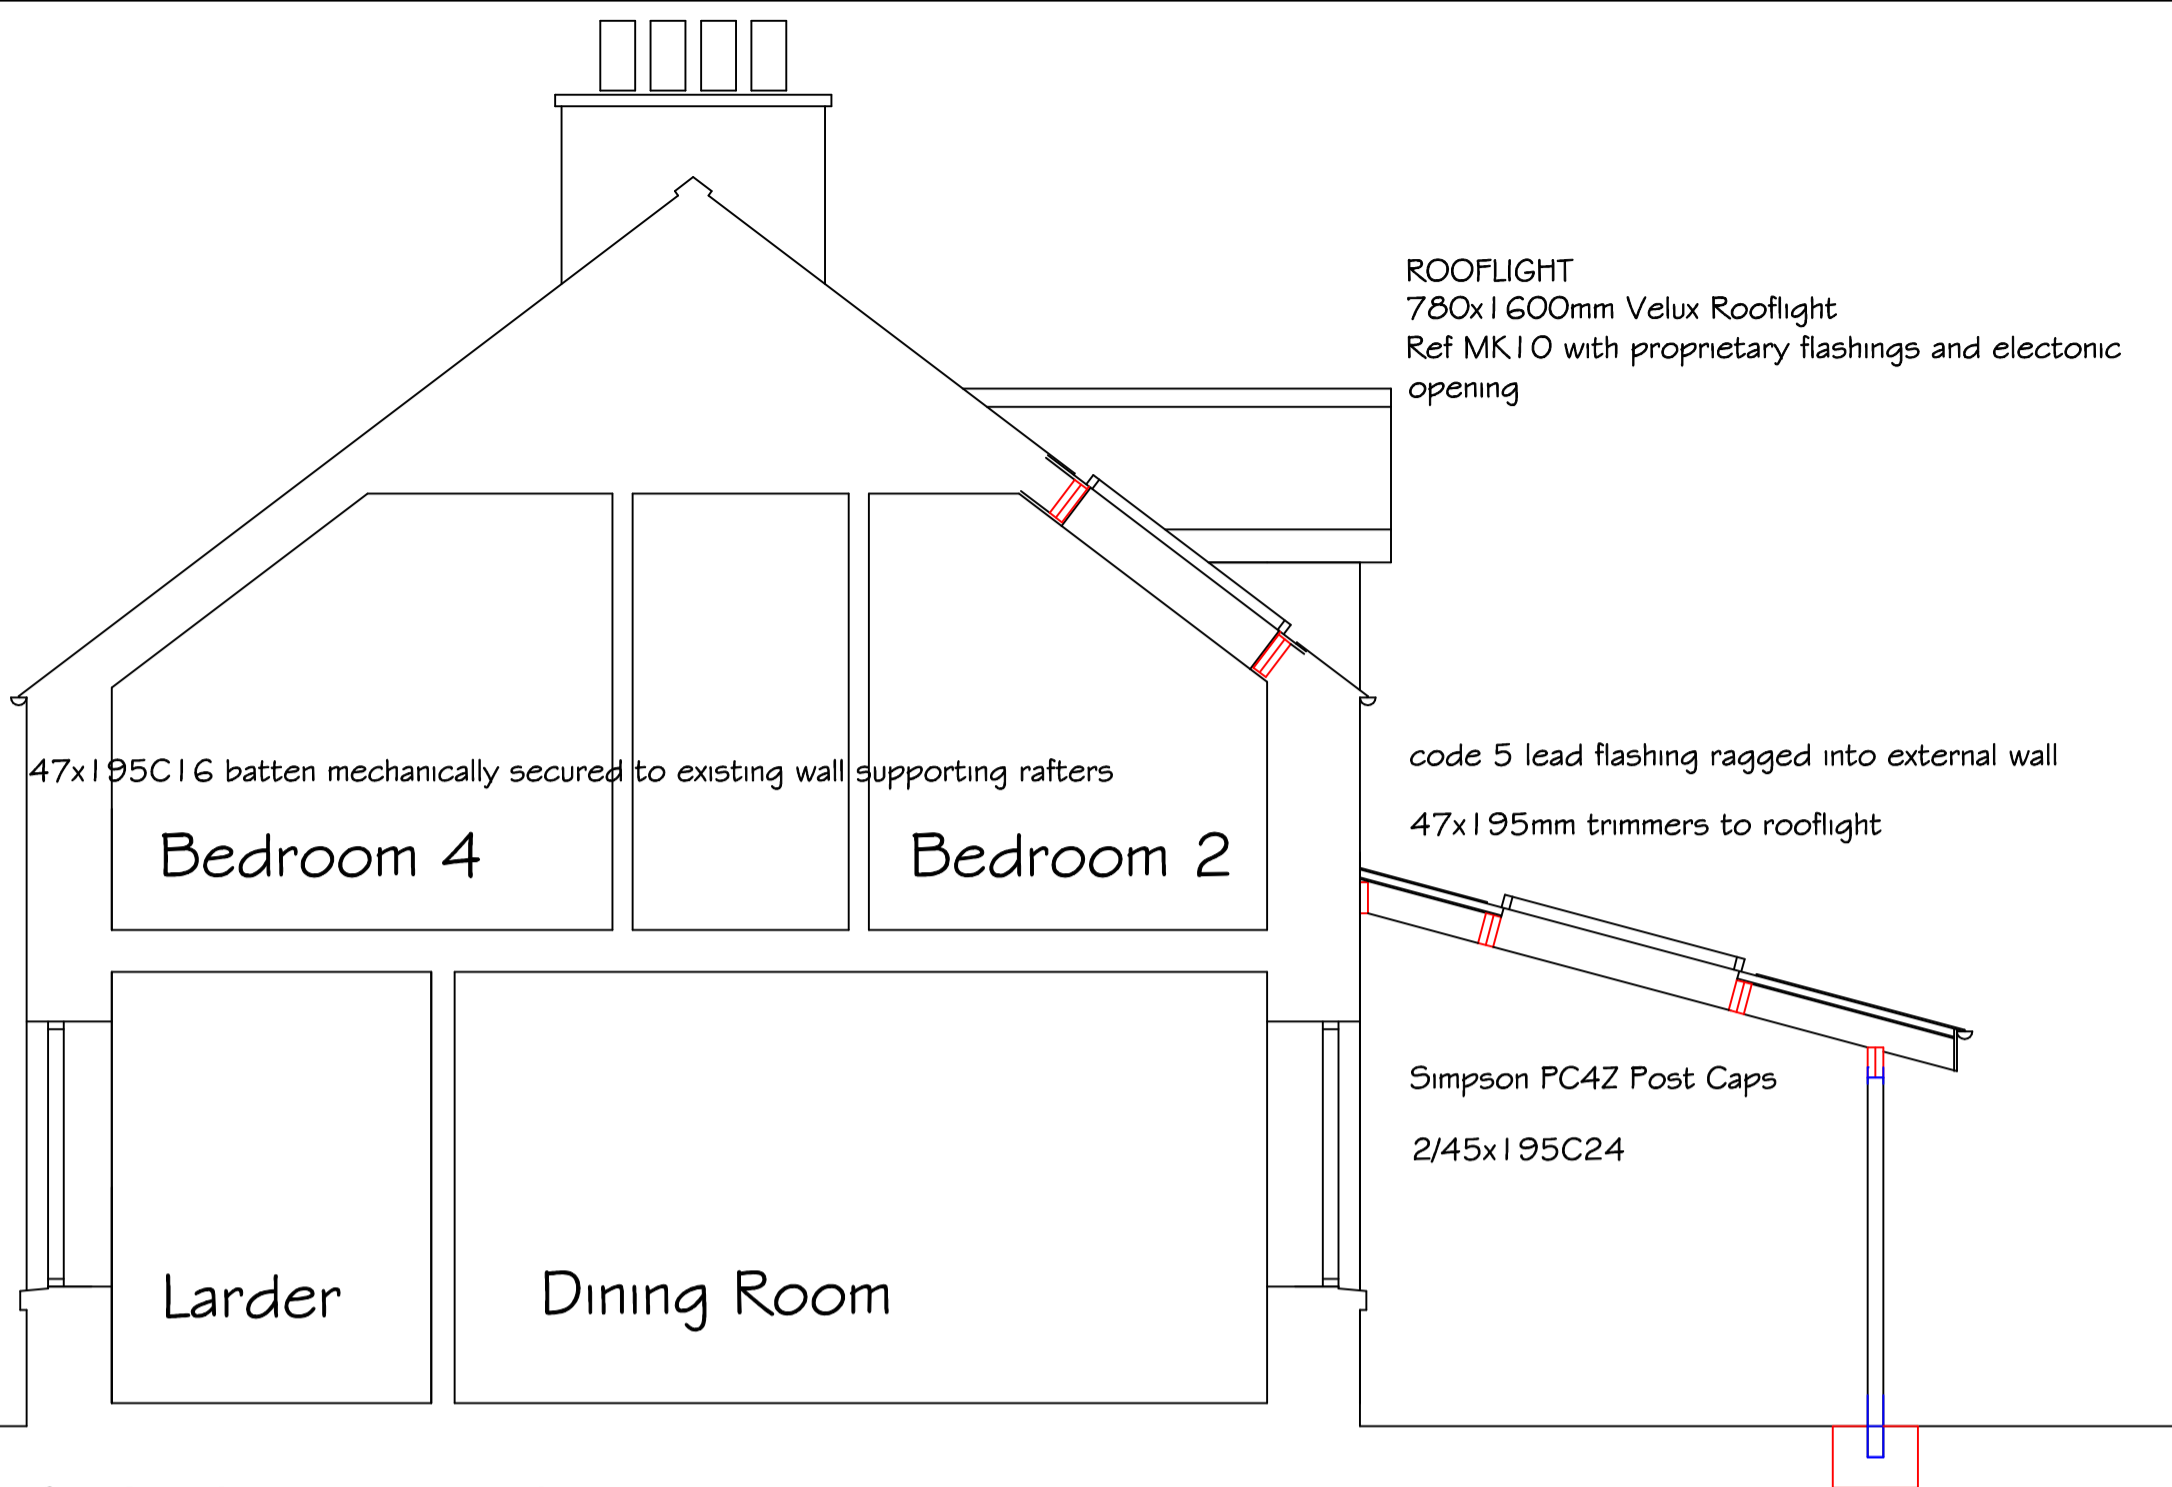 ROOFLIGHT
780x1600mm Velux Rooflight
Ref MK10 with proprietary flashings and electonic
opening
code 5 lead flashing ragged into external wall
47x195C16 batten mechanically secured to existing wall supporting rafters
47x195mm trimmers to rooflight
Bedroom 4
Bedroom 2
Simpson PC4Z Post Caps
2/45x195C24
Larder
Dining Room